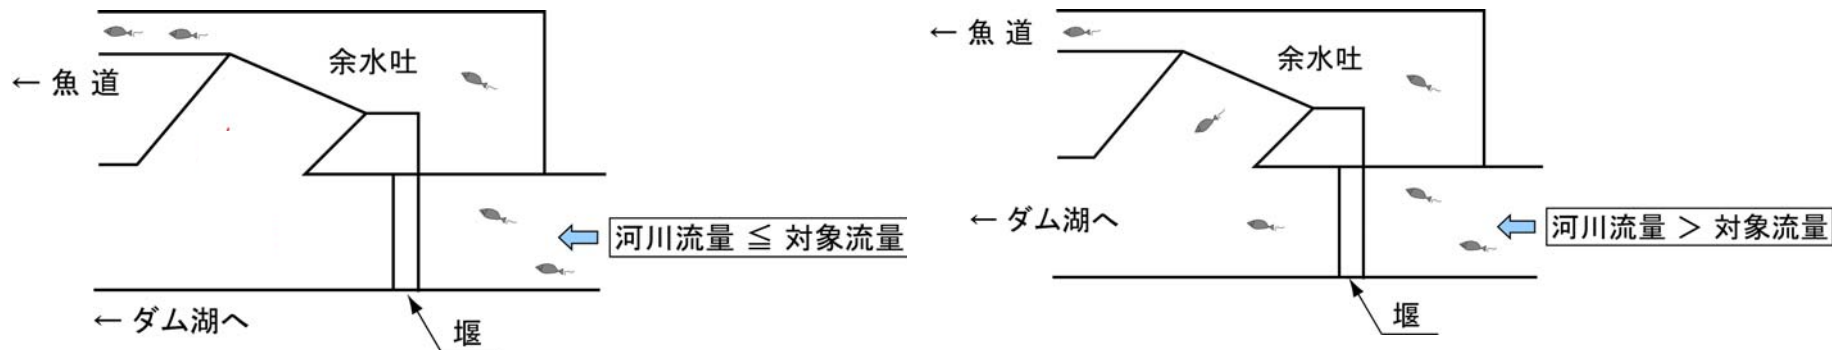 余水吐
← 魚 道
河川流量 ≦ 対象流量
← ダム湖へ
堰
← 魚 道
余水吐
← ダム湖へ
河川流量 ＞ 対象流量
堰